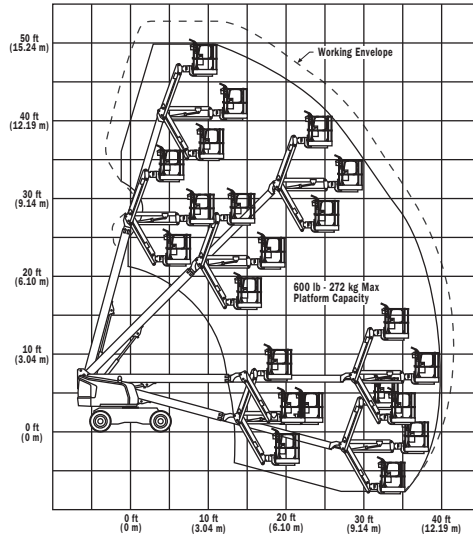 50 ft
(15.24 m)
Working Envelope
40 ft
(12.19 m)
30 ft
(9.14 m)
20 ft
(6.10 m)
600 lb - 272 kg Max
Platform Capacity
10 ft
(3.04 m)
0 ft
(0 m)
0 ft
(0 m)
10 ft
(3.04 m)
20 ft
(6.10 m)
30 ft
(9.14 m)
40 ft
(12.19 m)